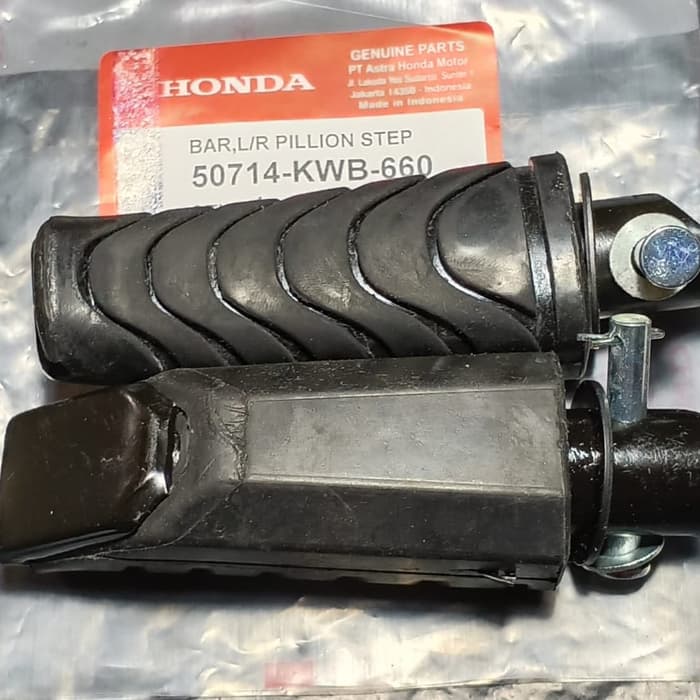 HONDA
GENUINE PARTS
PT Astra Honda Motor
Jl. Laksda Yos Sudarso, Sunter 1
Jakarta 14350 - Indonesia
Made in Indonesia
BAR,L/R PILLION STEP
50714-KWB-660